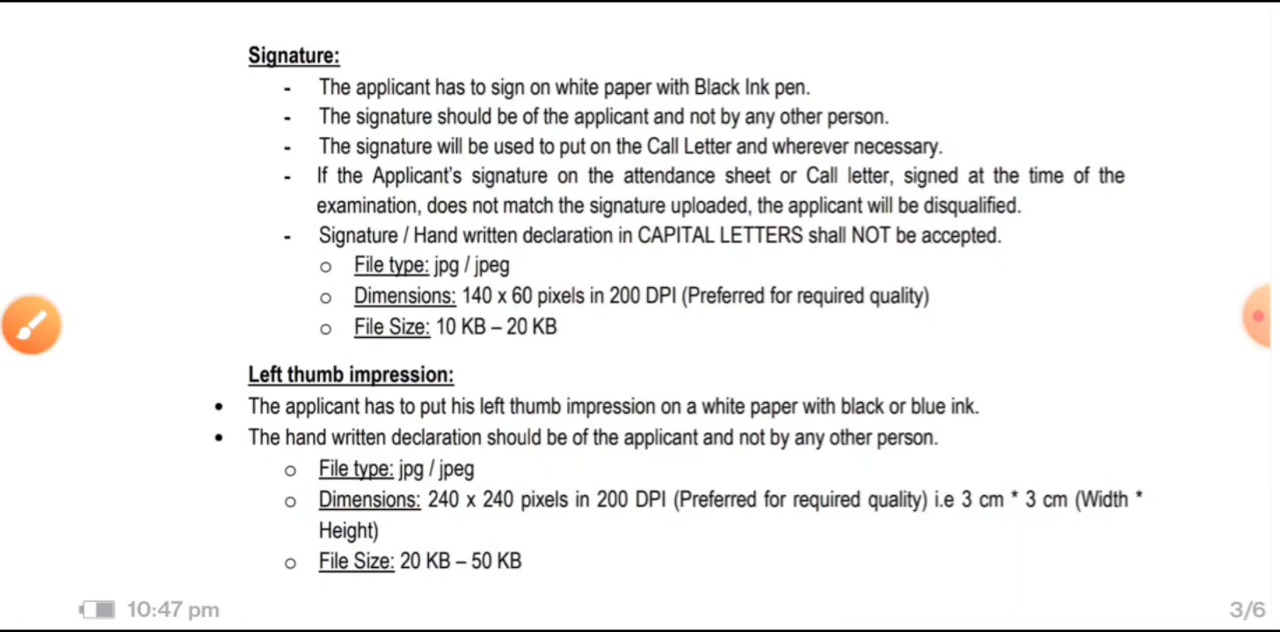 Signature:
- The applicant has to sign on white paper with Black Ink pen.
- The signature should be of the applicant and not by any other person.
- The signature will be used to put on the Call Letter and wherever necessary.
- If the Applicant's signature on the attendance sheet or Call letter, signed at the time of the
examination, does not match the signature uploaded, the applicant will be disqualified.
- Signature / Hand written declaration in CAPITAL LETTERS shall NOT be accepted.
o File type: jpg / jpeg
o Dimensions: 140 x 60 pixels in 200 DPI (Preferred for required quality)
o File Size: 10 KB – 20 KB
Left thumb impression:
• The applicant has to put his left thumb impression on a white paper with black or blue ink.
• The hand written declaration should be of the applicant and not by any other person.
o File type: jpg / jpeg
o Dimensions: 240 x 240 pixels in 200 DPI (Preferred for required quality) i.e 3 cm * 3 cm (Width *
Height)
o File Size: 20 KB – 50 KB
10:47 pm
3/6